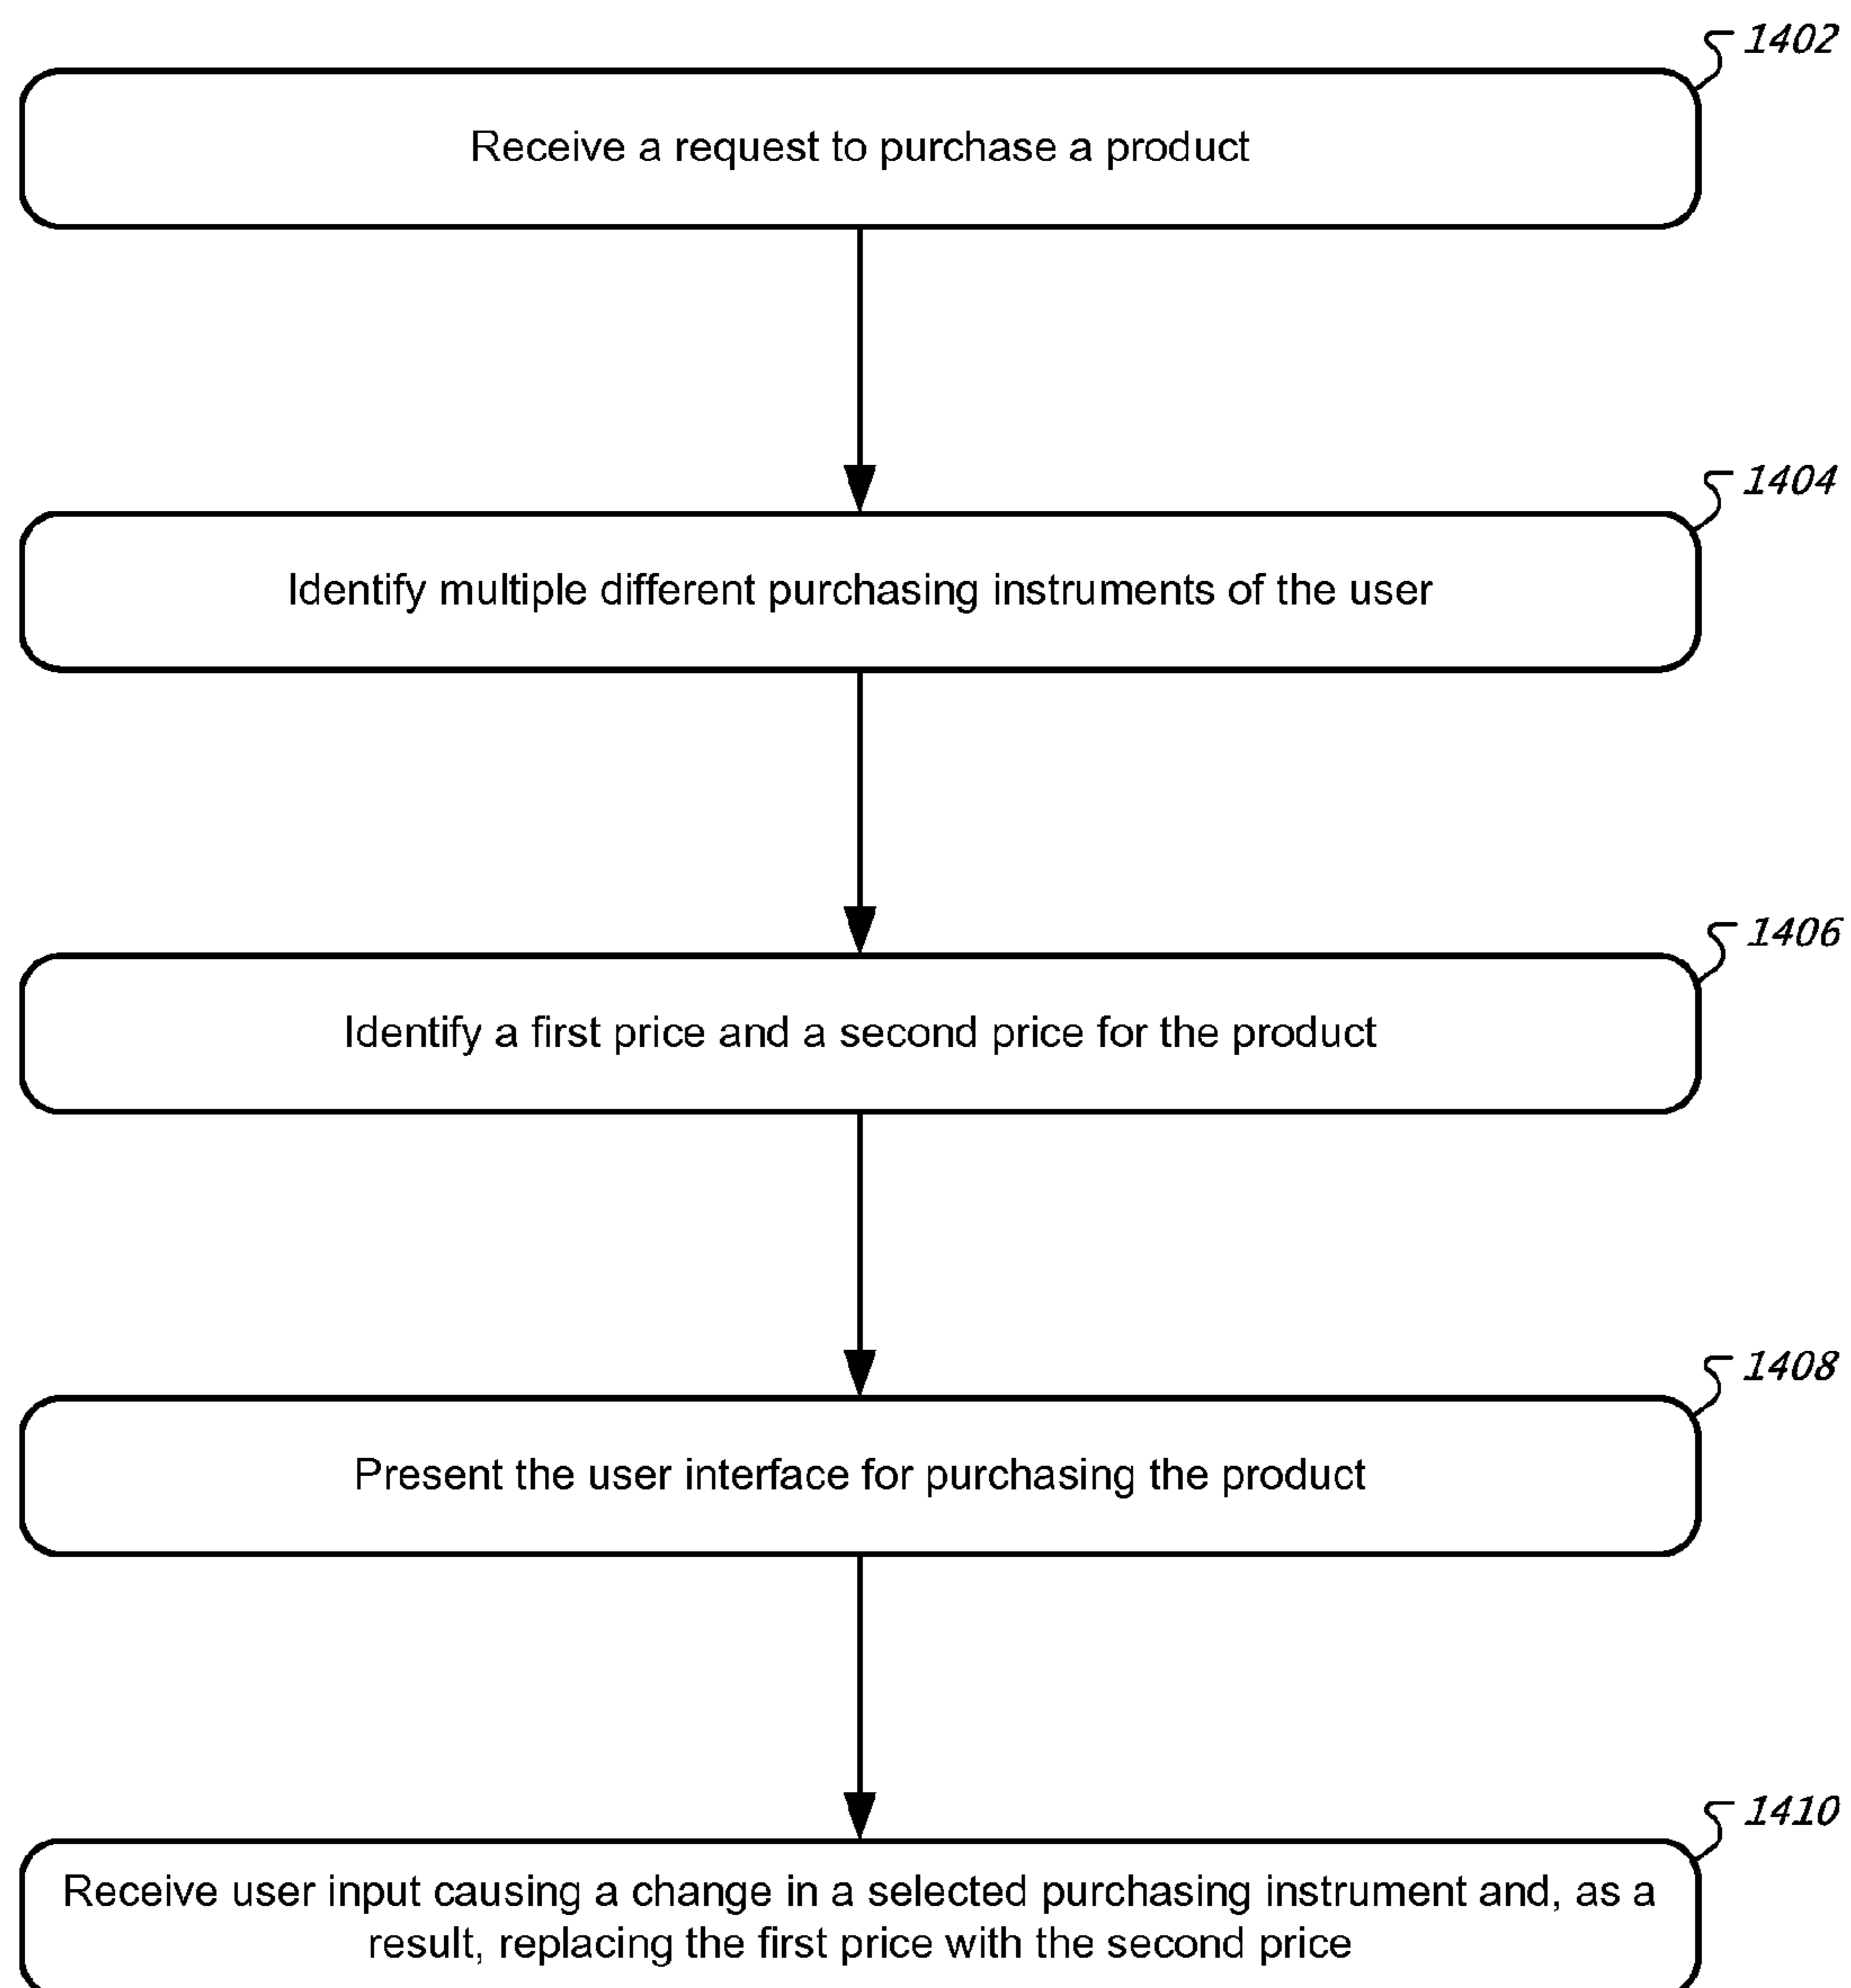 1402
Receive a request to purchase a product
1404
Identify multiple different purchasing instruments of the user
1406
Identify a first price and a second price for the product
1408
Present the user interface for purchasing the product
1410
Receive user input causing a change in a selected purchasing instrument and, as a
result, replacing the first price with the second price